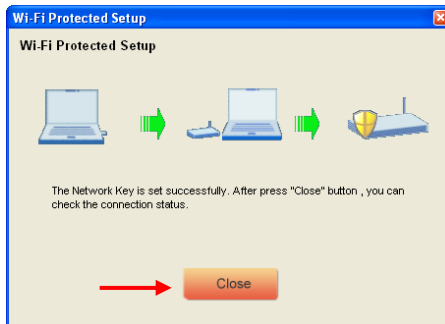 Wi-Fi Protected Setup
Wi-Fi Protected Setup
The Network Key is set successfully. After press "Close" button , you can
check the connection status.
Close